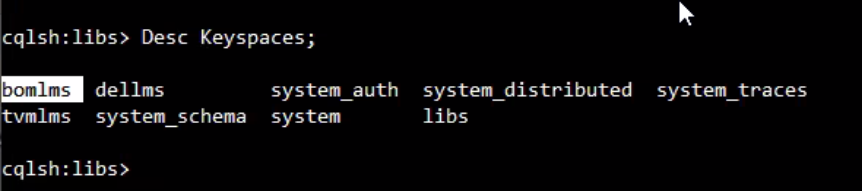 cqlsh:libs> Desc Keyspaces;
bomlms  dellms         system_auth  system_distributed  system_traces
tvmlms  system_schema  system       libs
cqlsh:libs>